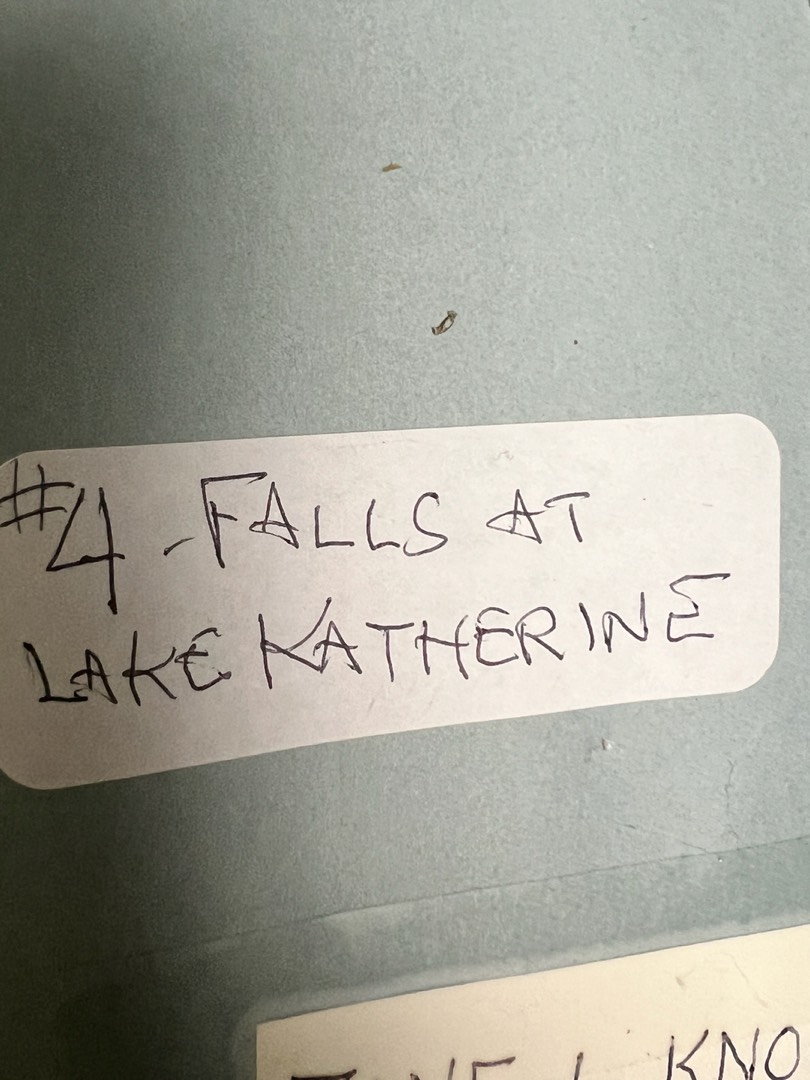 #4 - FALLS AT
LAKE KATHERINE